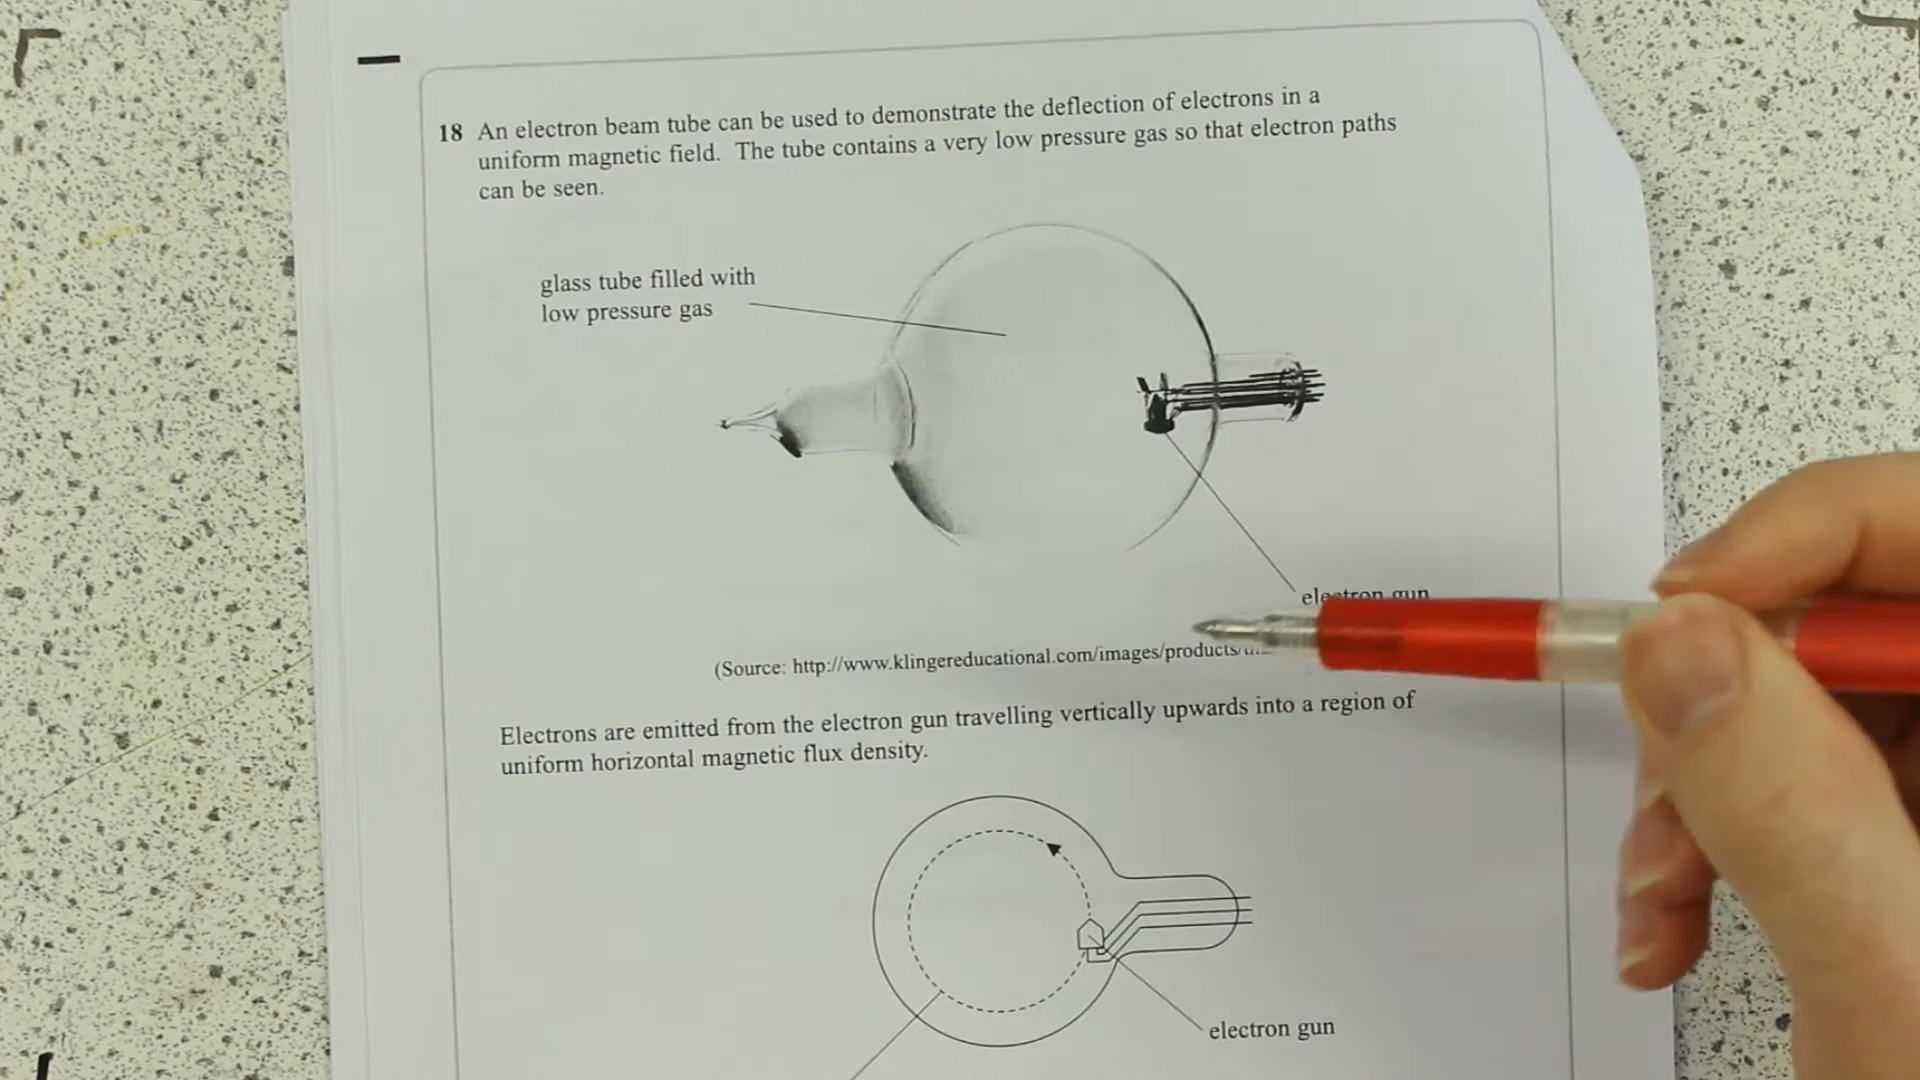 18 An electron beam tube can be used to demonstrate the deflection of electrons in a
uniform magnetic field. The tube contains a very low pressure gas so that electron paths
can be seen.
glass tube filled with
low pressure gas
electron gun
(Source: http://www.klingereducational.com/images/products/
Electrons are emitted from the electron gun travelling vertically upwards into a region of
uniform horizontal magnetic flux density.
electron gun